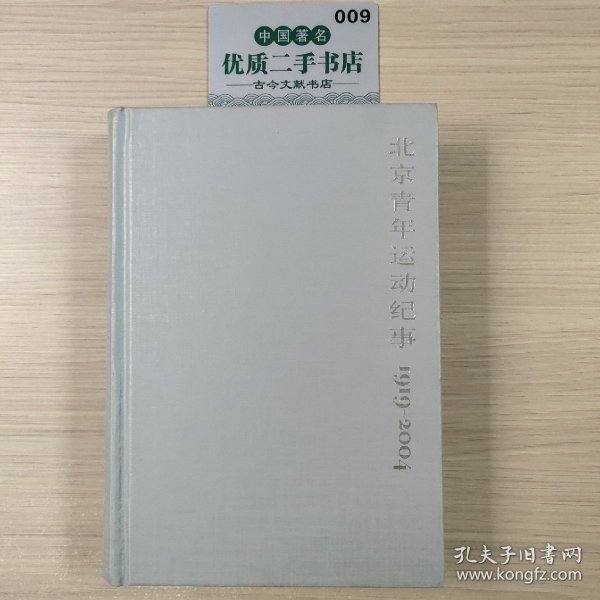 009
中国著名
优质二手书店
——古今文献书店——
北京青年运动纪事 1919-2004
孔夫子旧书网
www.kongfz.com